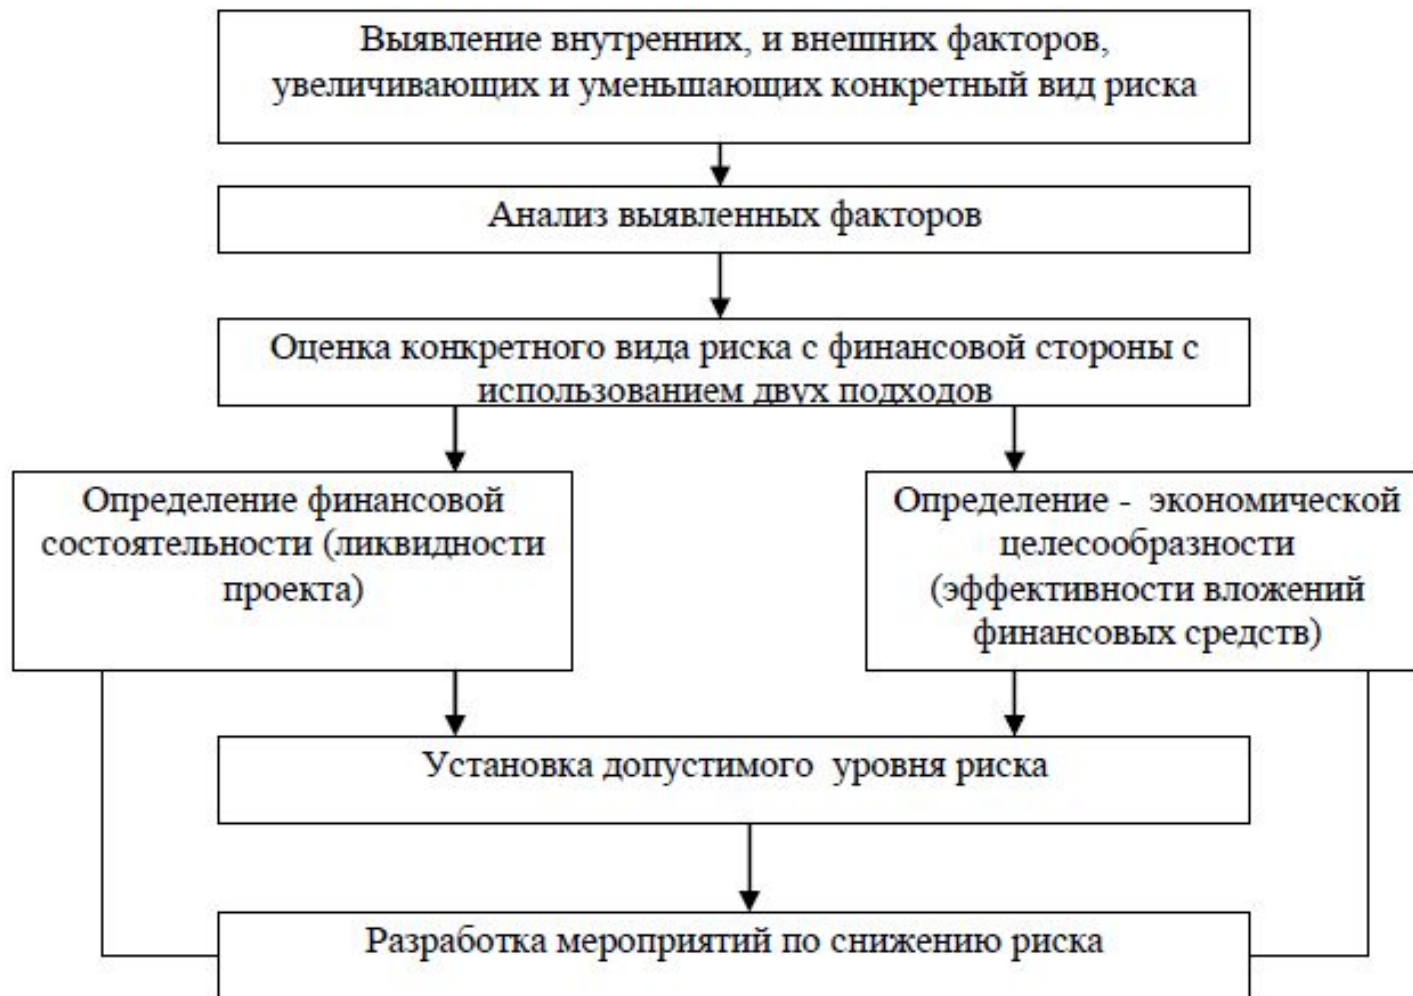 Выявление внутренних, и внешних факторов,
увеличивающих и уменьшающих конкретный вид риска
Анализ выявленных факторов
Оценка конкретного вида риска с финансовой стороны с
использованием двух подходов
Определение финансовой
состоятельности (ликвидности
проекта)
Определение -  экономической
целесообразности
(эффективности вложений
финансовых средств)
Установка допустимого  уровня риска
Разработка мероприятий по снижению риска